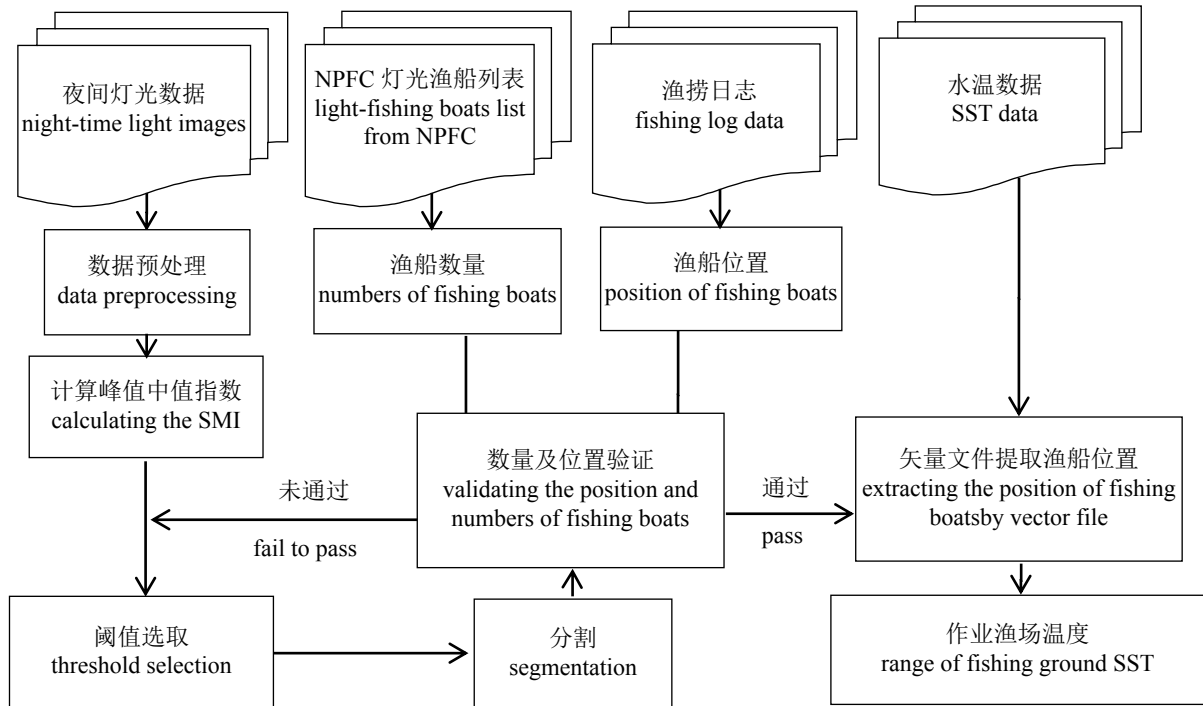 夜间灯光数据
night-time light images
NPFC 灯光渔船列表
light-fishing boats list
from NPFC
渔捞日志
fishing log data
水温数据
SST data
数据预处理
data preprocessing
渔船数量
numbers of fishing boats
渔船位置
position of fishing boats
计算峰值中值指数
calculating the SMI
数量及位置验证
validating the position and
numbers of fishing boats
矢量文件提取渔船位置
extracting the position of fishing
boatsby vector file
未通过
fail to pass
通过
pass
阈值选取
threshold selection
分割
segmentation
作业渔场温度
range of fishing ground SST